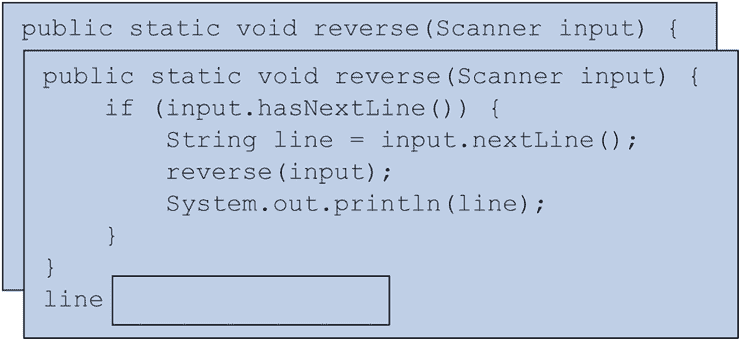 public static void reverse(Scanner input) {
public static void reverse(Scanner input) {
    if (input.hasNextLine()) {
        String line = input.nextLine();
        reverse(input);
        System.out.println(line);
    }
}
line